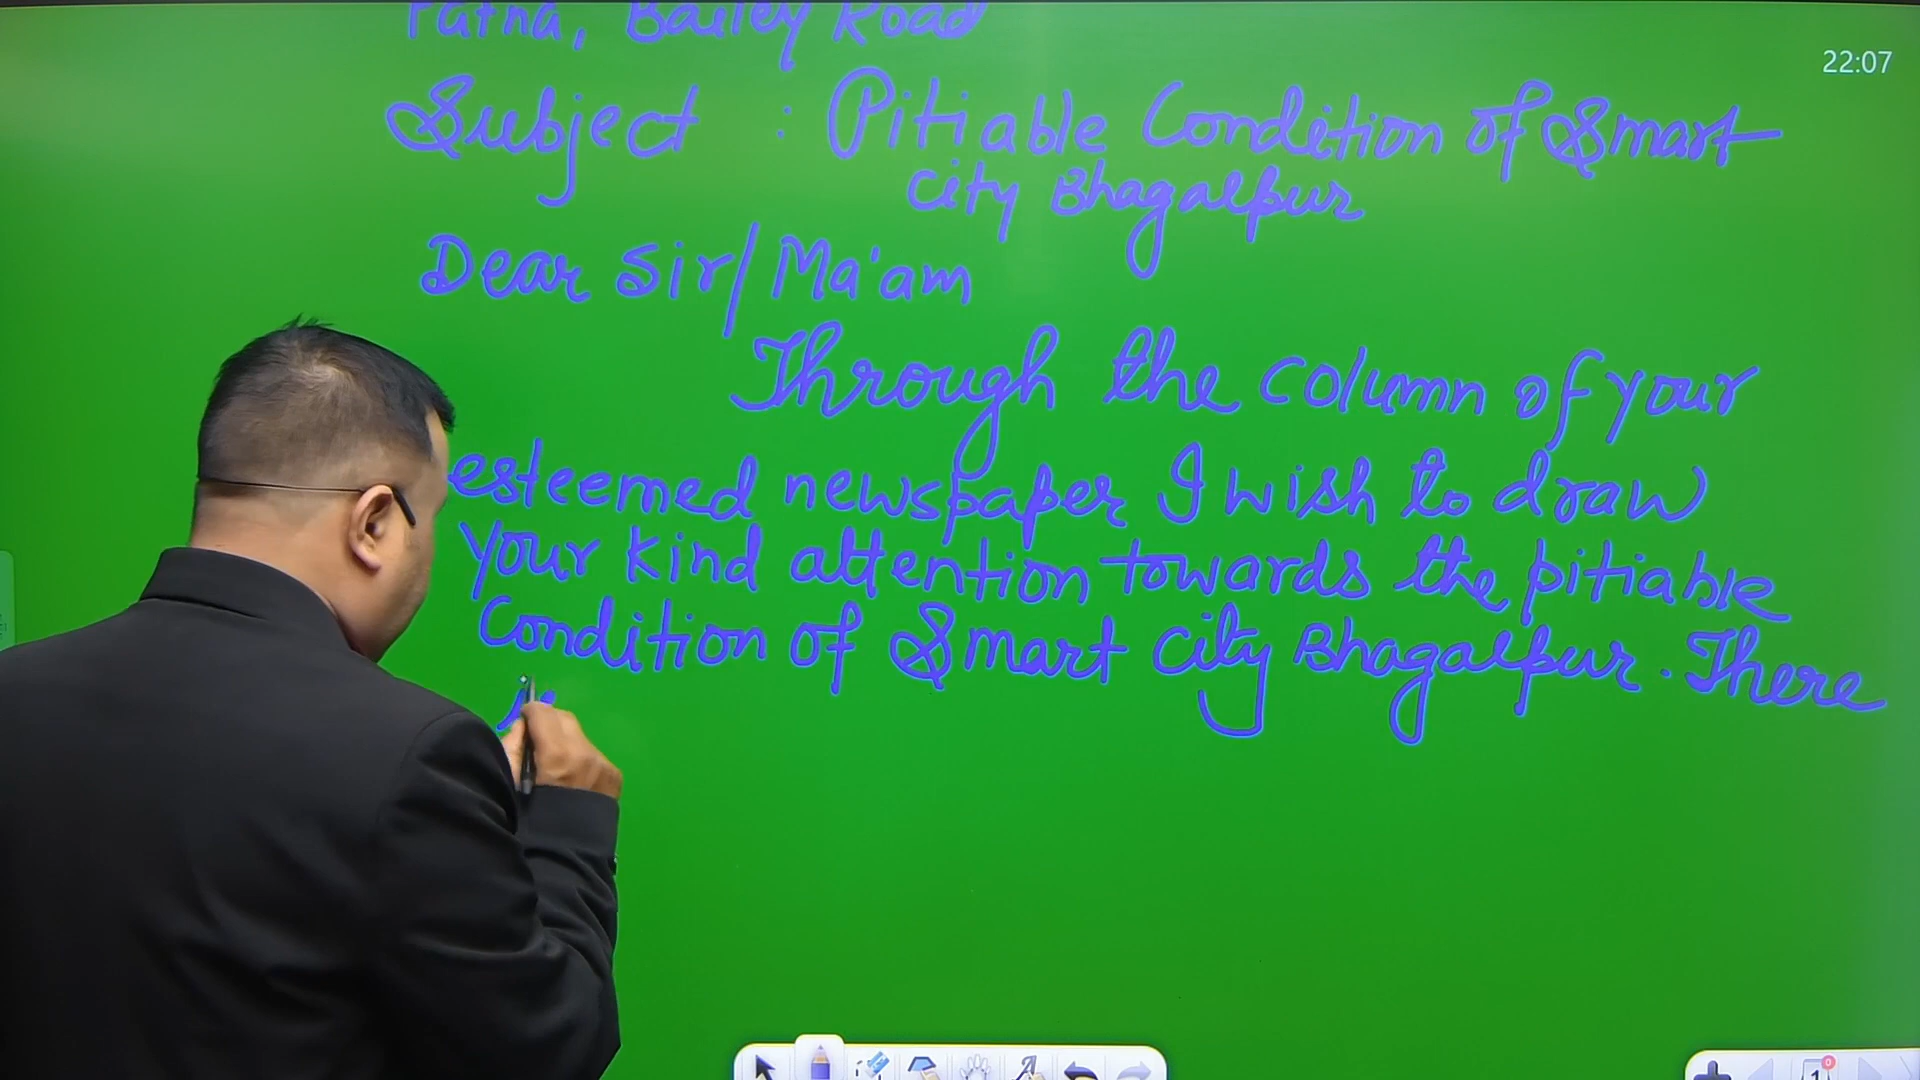 Patna, Bailey Road
22:07
Subject : Pitiable Condition of Smart
City Bhagalpur
Dear Sir/Ma'am
Through the column of your
esteemed newspaper I wish to draw
your kind attention towards the pitiable
Condition of Smart City Bhagalpur. There